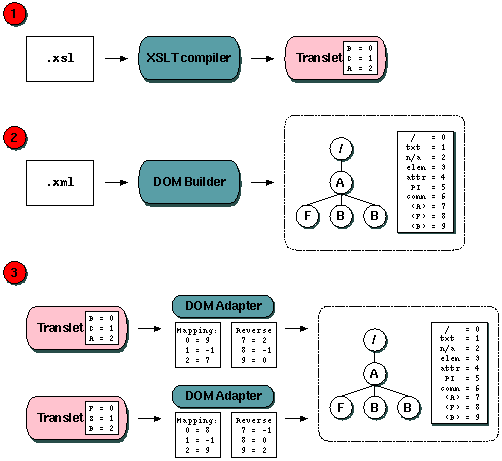 1
.xsl
XSLT compiler
Translet
B = 0
C = 1
A = 2
2
.xml
DOM Builder
/
A
F B B
/ = 0
txt = 1
n/a = 2
elem = 3
attr = 4
PI = 5
comm = 6
<A> = 7
<F> = 8
<B> = 9
3
Translet
B = 0
C = 1
A = 2
DOM Adapter
Mapping:
0 = 9
1 = -1
2 = 7
Reverse
7 = 2
8 = -1
9 = 0
Translet
F = 0
E = 1
B = 2
DOM Adapter
Mapping:
0 = 8
1 = -1
2 = 9
Reverse
7 = -1
8 = 0
9 = 2
/
A
F B B
/ = 0
txt = 1
n/a = 2
elem = 3
attr = 4
PI = 5
comm = 6
<A> = 7
<F> = 8
<B> = 9